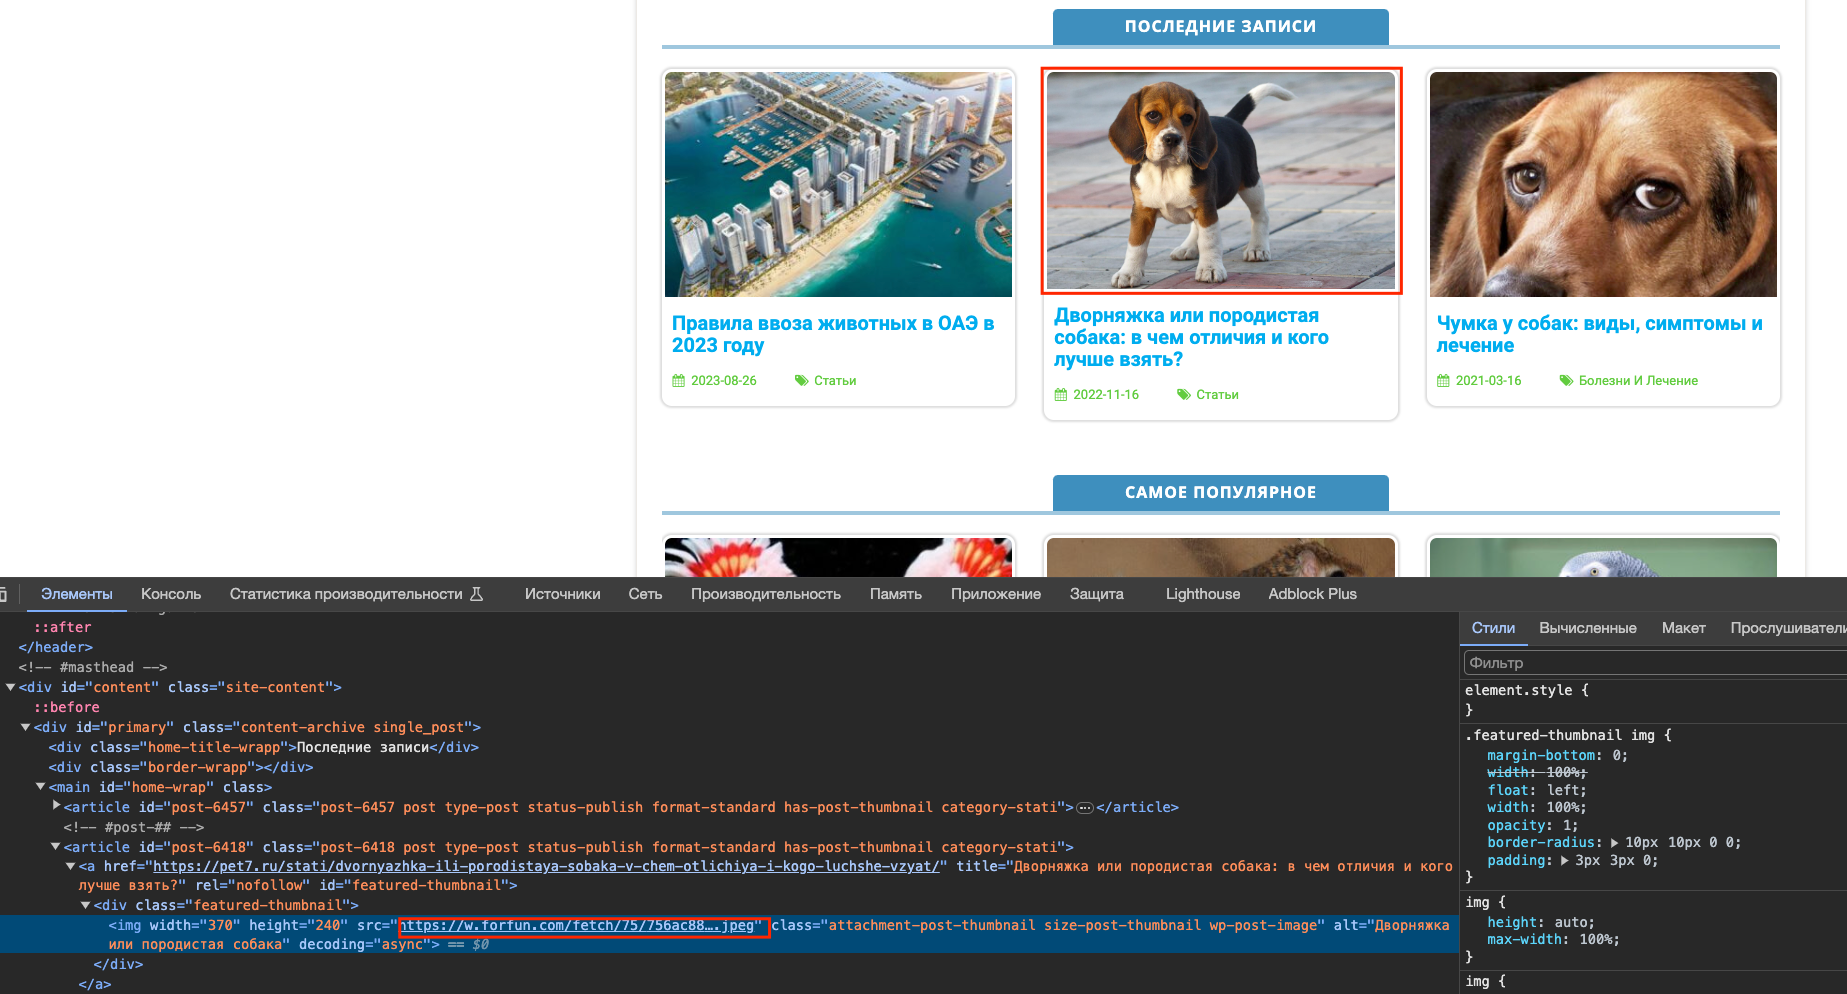 ПОСЛЕДНИЕ ЗАПИСИ
Правила ввоза животных в ОАЭ в
2023 году
2023-08-26 Статьи
Дворняжка или породистая
собака: в чем отличия и кого
лучше взять?
2022-11-16 Статьи
Чумка у собак: виды, симптомы и
лечение
2021-03-16 Болезни И Лечение
САМОЕ ПОПУЛЯРНОЕ
Элементы Консоль Статистика производительности Источники Сеть Производительность Память Приложение Защита Lighthouse Adblock Plus
::after
</header>
<!-- #masthead -->
<div id="content" class="site-content">
::before
<div id="primary" class="content-archive single_post">
<div class="home-title-wrapp">Последние записи</div>
<div class="border-wrapp"></div>
<main id="home-wrap" class>
<article id="post-6457" class="post-6457 post type-post status-publish format-standard has-post-thumbnail category-stati">…</article>
<!-- #post-## -->
<article id="post-6418" class="post-6418 post type-post status-publish format-standard has-post-thumbnail category-stati">
<a href="https://pet7.ru/stati/dvornyazhka-ili-porodistaya-sobaka-v-chem-otlichiya-i-kogo-luchshe-vzyat/" title="Дворняжка или породистая собака: в чем отличия и кого
лучше взять?" rel="nofollow" id="featured-thumbnail">
<div class="featured-thumbnail">
<img width="370" height="240" src="https://w.forfun.com/fetch/75/756ac88….jpeg" class="attachment-post-thumbnail size-post-thumbnail wp-post-image" alt="Дворняжка
или породистая собака" decoding="async"> == $0
</div>
</a>
Стили Вычисленные Макет Прослушиватели
Фильтр
element.style {
}
.featured-thumbnail img {
margin-bottom: 0;
width: 100%;
float: left;
width: 100%;
opacity: 1;
border-radius: 10px 10px 0 0;
padding: 3px 3px 0;
}
img {
height: auto;
max-width: 100%;
}
img {